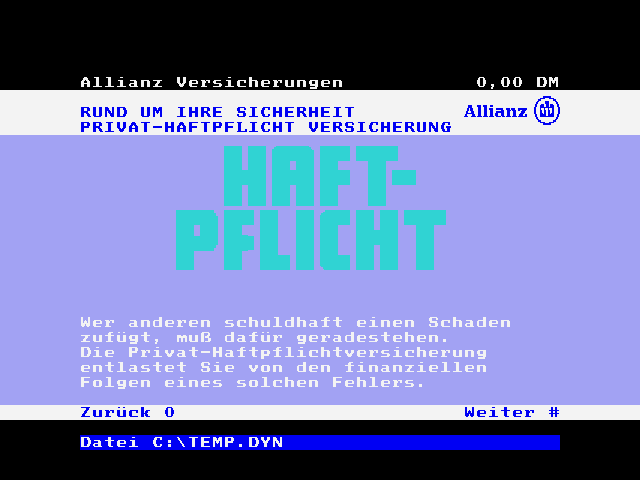 Allianz Versicherungen 0,00 DM
RUND UM IHRE SICHERHEIT Allianz
PRIVAT-HAFTPFLICHT VERSICHERUNG
HAFT-
PFLICHT
Wer anderen schuldhaft einen Schaden
zufügt, muß dafür geradestehen.
Die Privat-Haftpflichtversicherung
entlastet Sie von den finanziellen
Folgen eines solchen Fehlers.
Zurück 0 Weiter #
Datei C:\TEMP.DYN